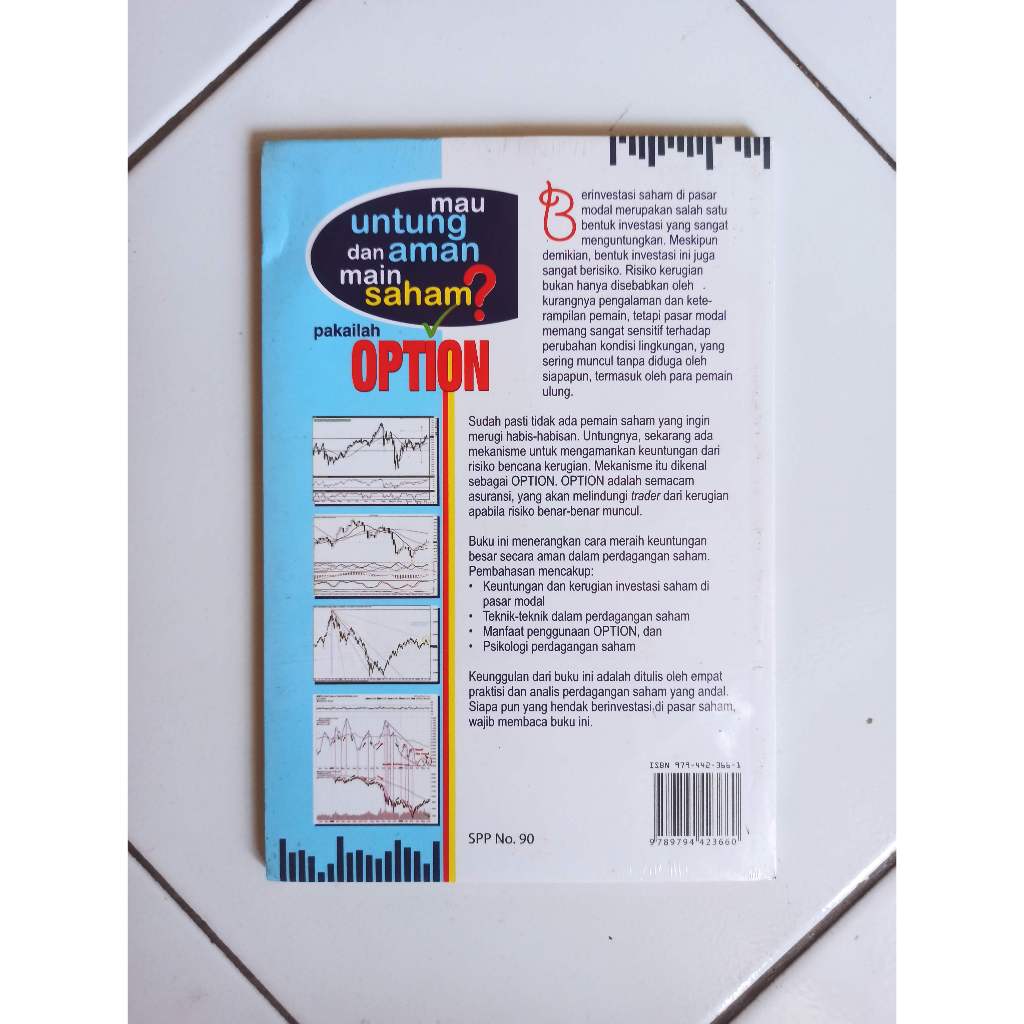 mau
untung
dan aman
main
saham?
pakailah
OPTION
Berinvestasi saham di pasar
modal merupakan salah satu
bentuk investasi yang sangat
menguntungkan. Meskipun
demikian, bentuk investasi ini juga
sangat berisiko. Risiko kerugian
bukan hanya disebabkan oleh
kurangnya pengalaman dan kete-
rampilan pemain, tetapi pasar modal
memang sangat sensitif terhadap
perubahan kondisi lingkungan, yang
sering muncul tanpa diduga oleh
siapapun, termasuk oleh para pemain
ulung.
Sudah pasti tidak ada pemain saham yang ingin
merugi habis-habisan. Untungnya, sekarang ada
mekanisme untuk mengamankan keuntungan dari
risiko bencana kerugian. Mekanisme itu dikenal
sebagai OPTION. OPTION adalah semacam
asuransi, yang akan melindungi trader dari kerugian
apabila risiko benar-benar muncul.
Buku ini menerangkan cara meraih keuntungan
besar secara aman dalam perdagangan saham.
Pembahasan mencakup:
• Keuntungan dan kerugian investasi saham di
pasar modal
• Teknik-teknik dalam perdagangan saham
• Manfaat penggunaan OPTION, dan
• Psikologi perdagangan saham
Keunggulan dari buku ini adalah ditulis oleh empat
praktisi dan analis perdagangan saham yang andal.
Siapa pun yang hendak berinvestasi di pasar saham,
wajib membaca buku ini.
ISBN 979-442-366-1
9789794423660
SPP No. 90